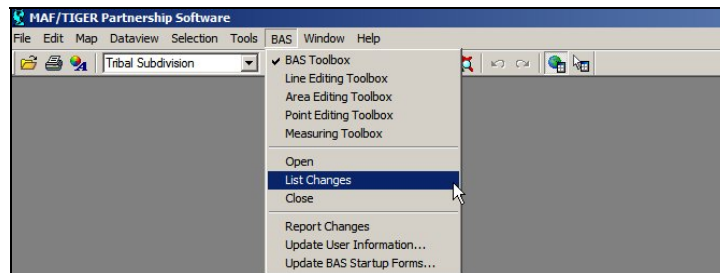 MAF/TIGER Partnership Software
File Edit Map Dataview Selection Tools BAS Window Help
Tribal Subdivision
BAS Toolbox
Line Editing Toolbox
Area Editing Toolbox
Point Editing Toolbox
Measuring Toolbox
Open
List Changes
Close
Report Changes
Update User Information...
Update BAS Startup Forms...